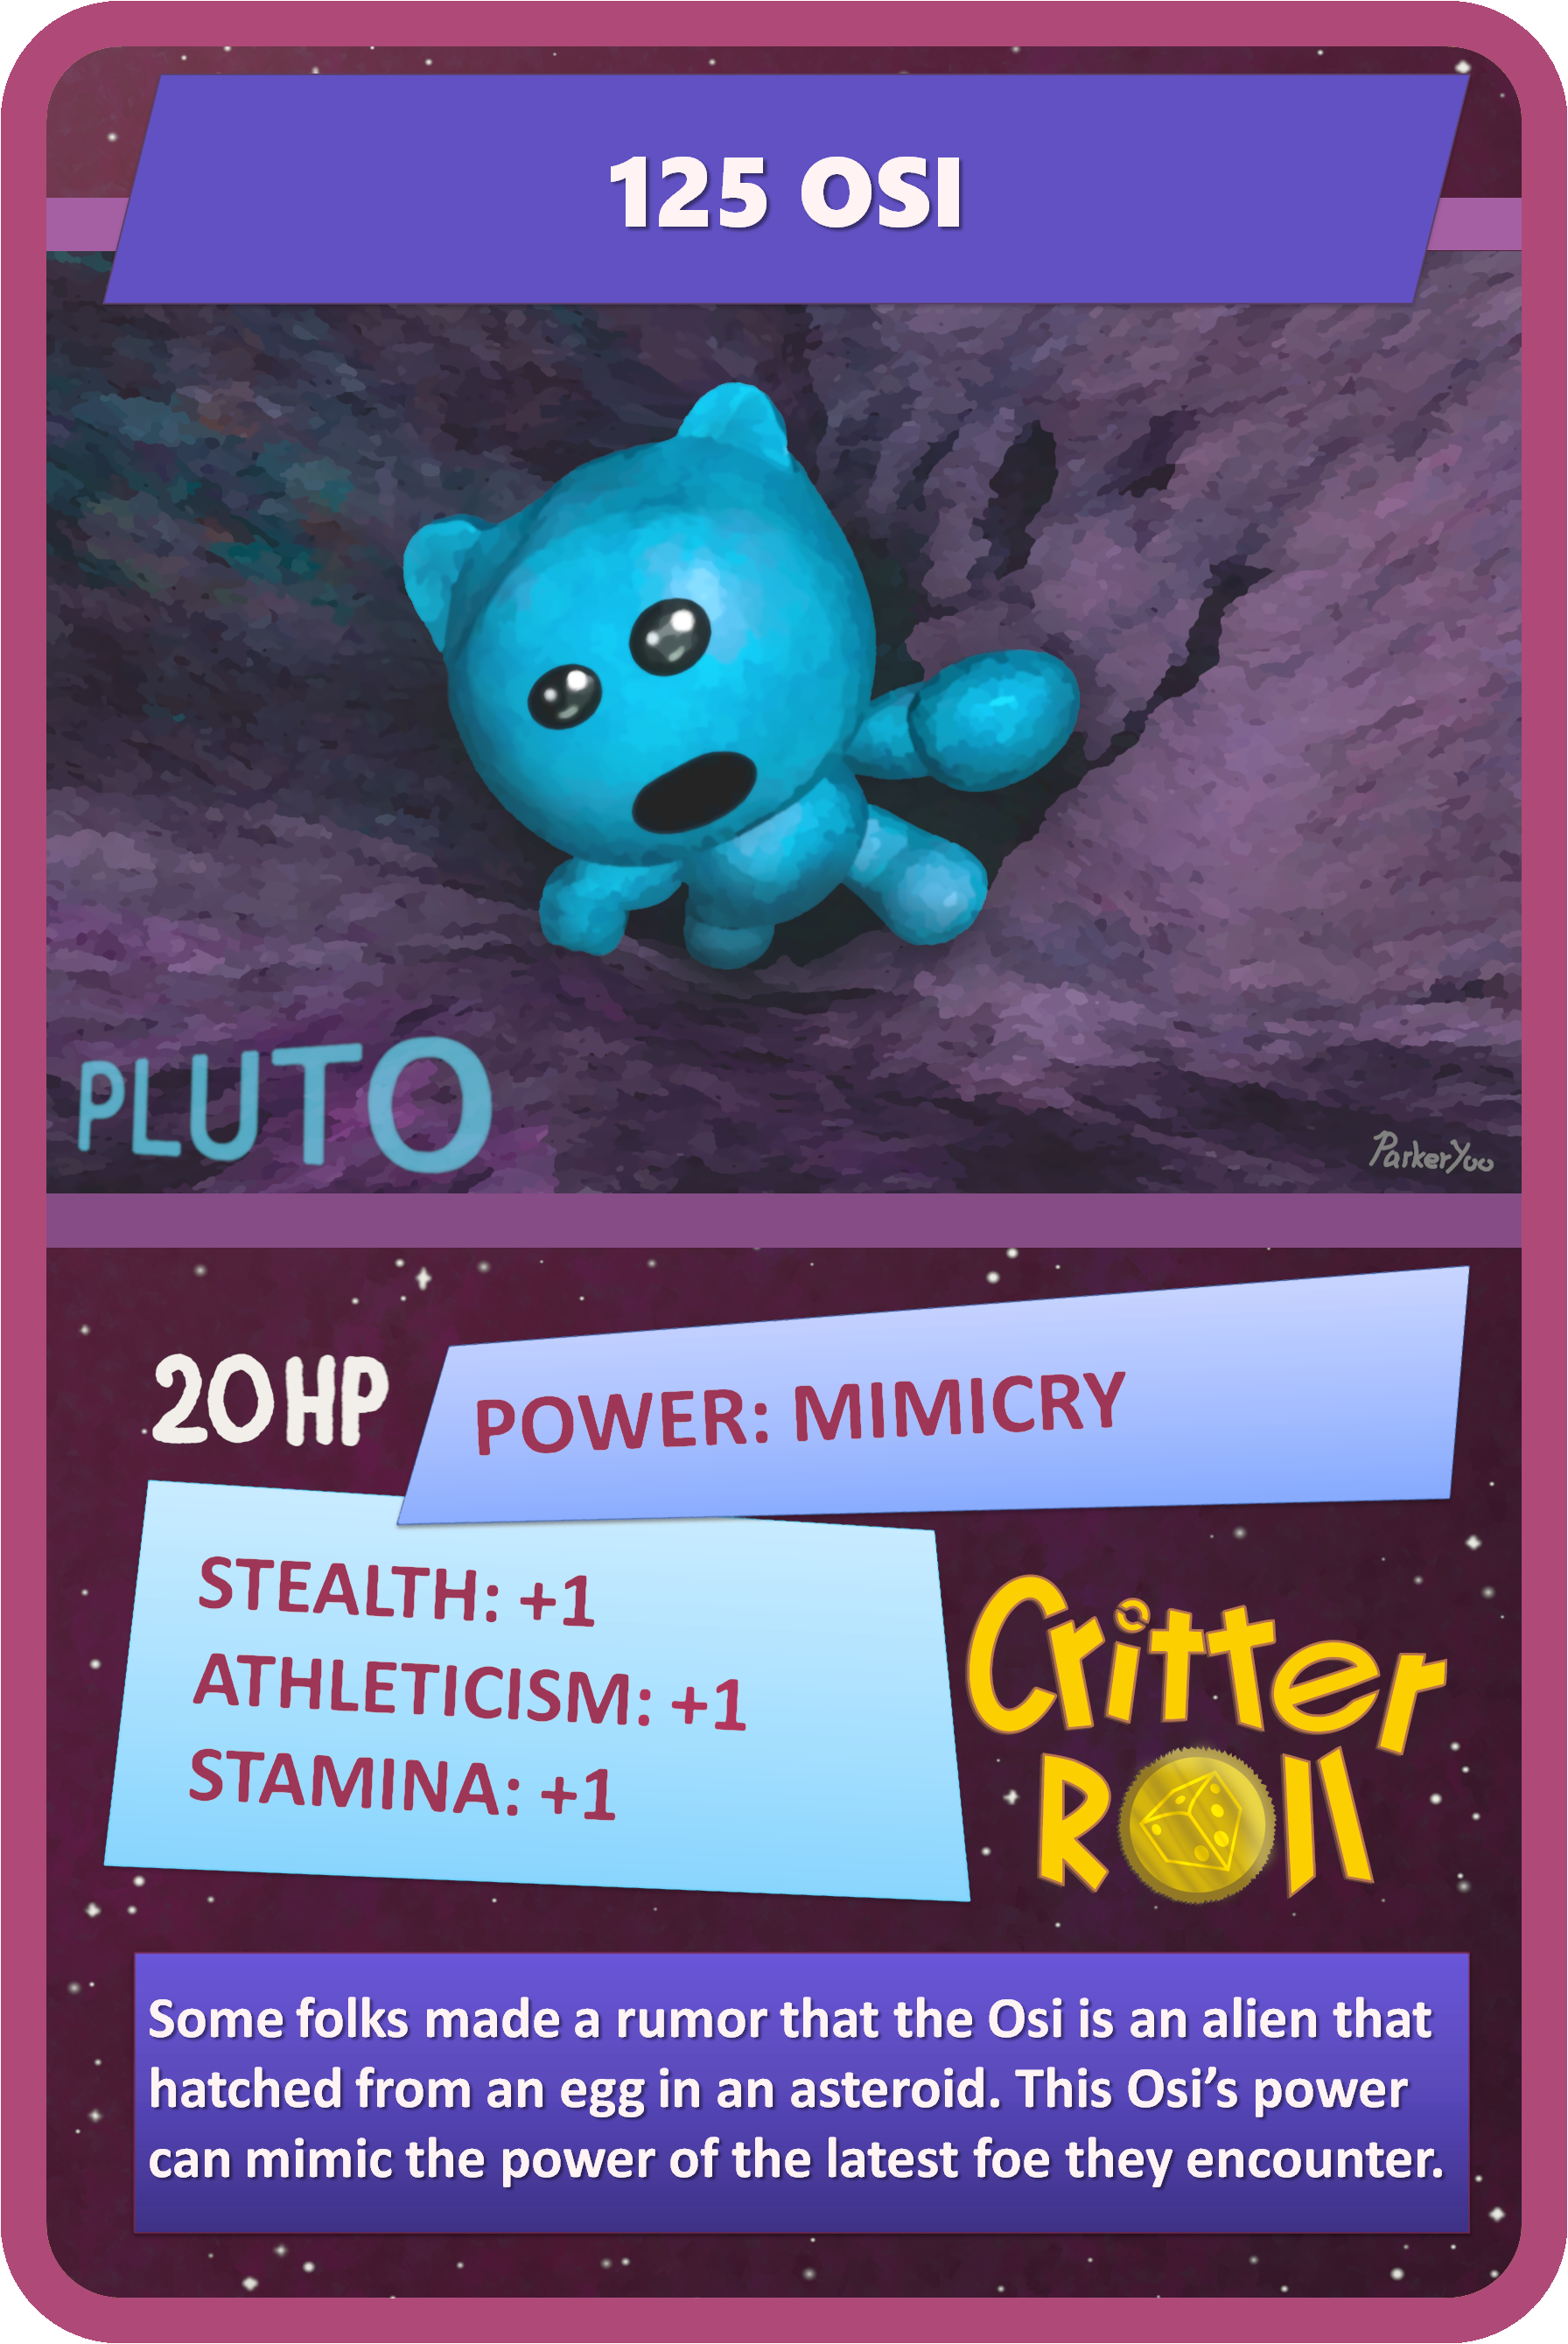 125 OSI
PLUTO
ParkerYoo
20HP
POWER: MIMICRY
STEALTH: +1
ATHLETICISM: +1
STAMINA: +1
Critter
Roll
Some folks made a rumor that the Osi is an alien that
hatched from an egg in an asteroid. This Osi’s power
can mimic the power of the latest foe they encounter.